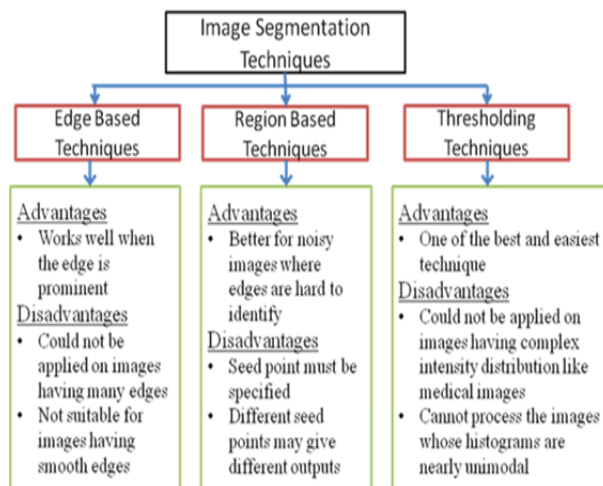 Image Segmentation
Techniques
Edge Based
Techniques
Region Based
Techniques
Thresholding
Techniques
Advantages
• Works well when
the edge is
prominent
Disadvantages
• Could not be
applied on images
having many edges
• Not suitable for
images having
smooth edges
Advantages
• Better for noisy
images where
edges are hard to
identify
Disadvantages
• Seed point must be
specified
• Different seed
points may give
different outputs
Advantages
• One of the best and easiest
technique
Disadvantages
• Could not be applied on
images having complex
intensity distribution like
medical images
• Cannot process the images
whose histograms are
nearly unimodal